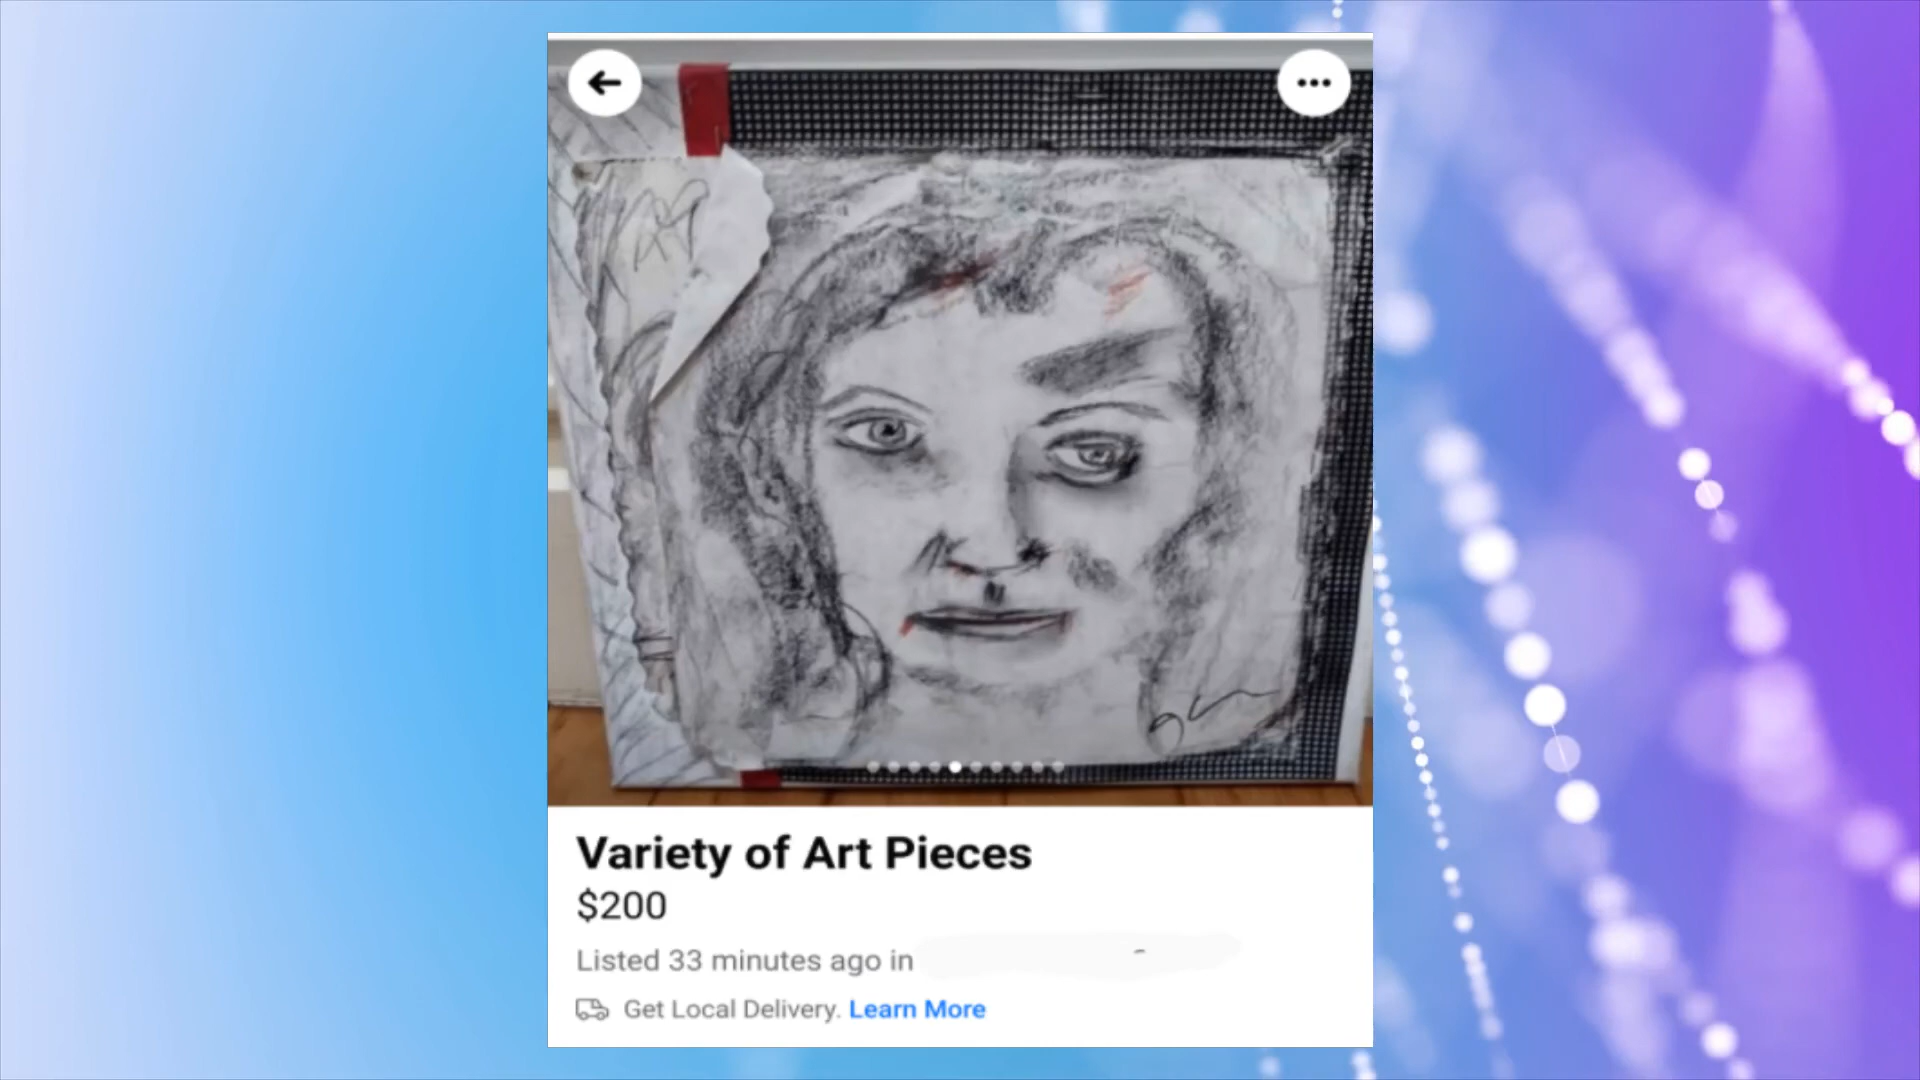 Variety of Art Pieces
$200
Listed 33 minutes ago in
Get Local Delivery. Learn More